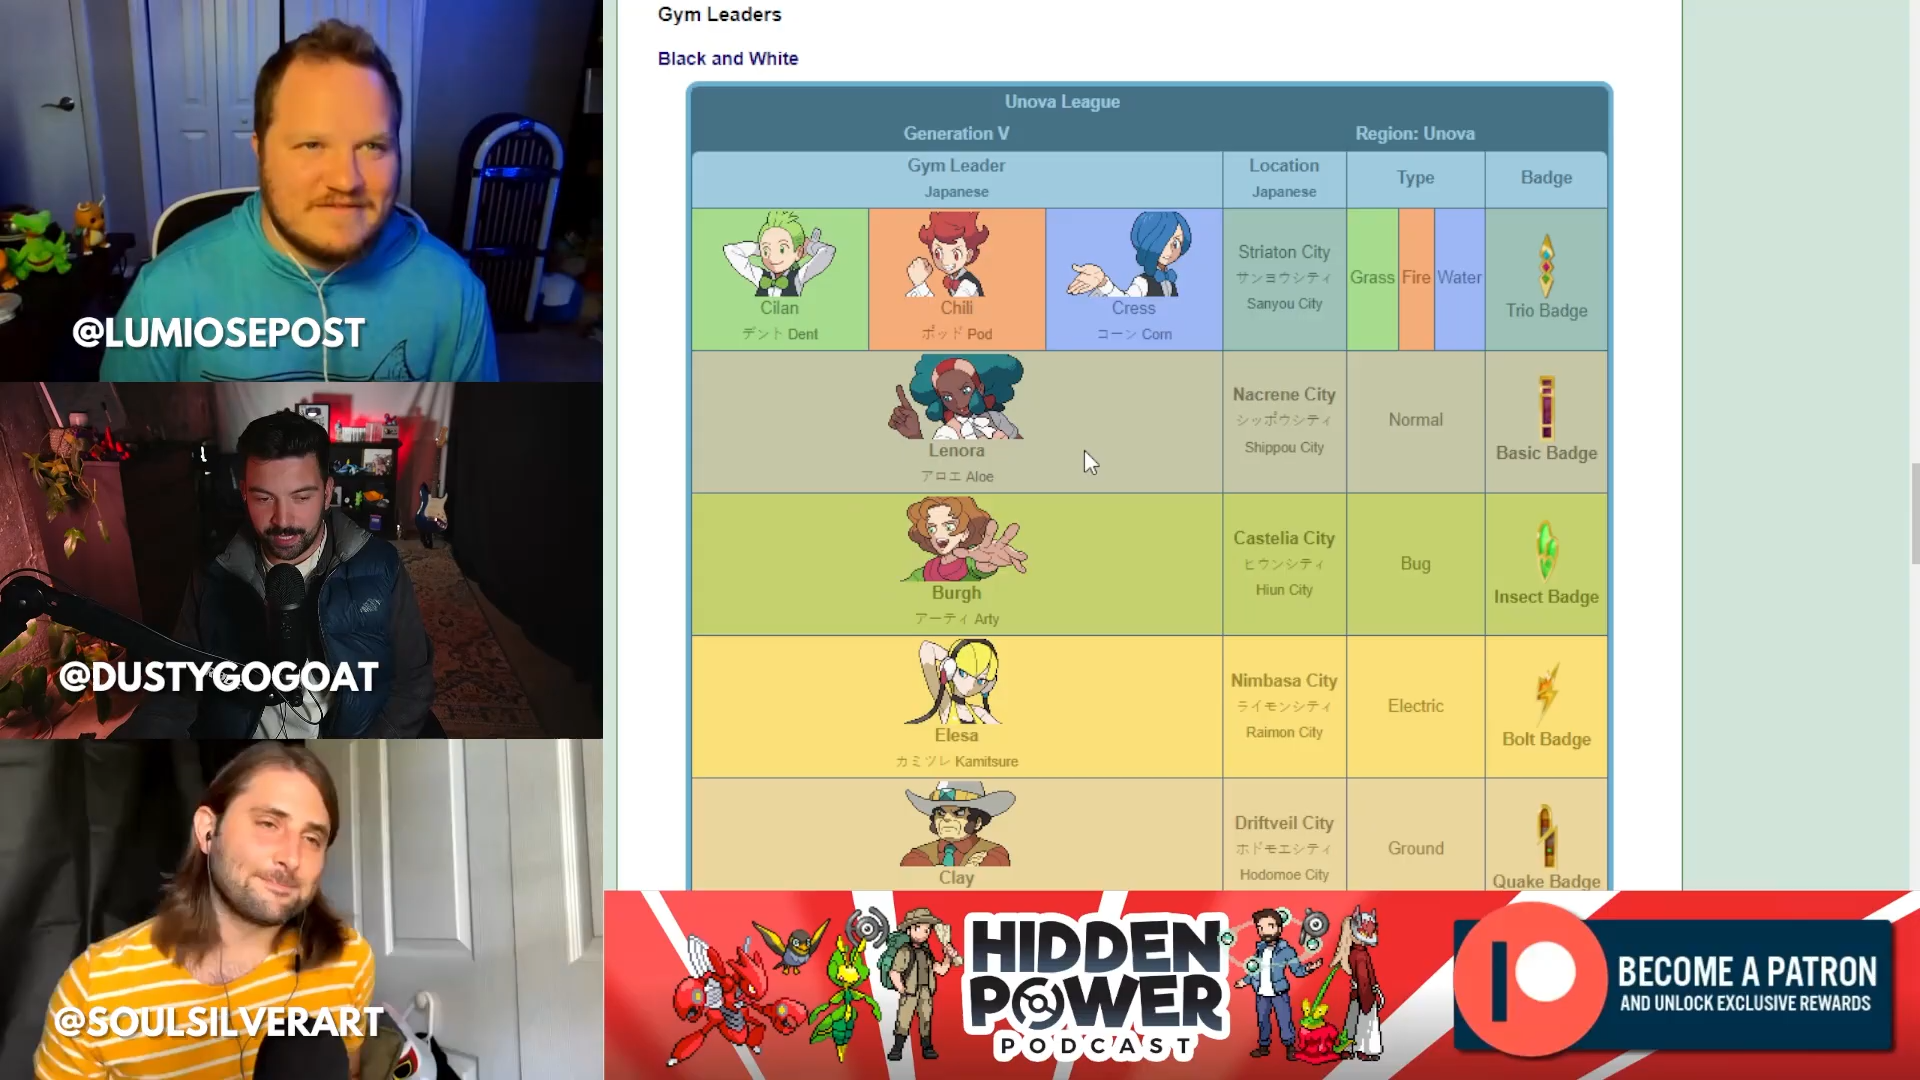 @LUMIOSEPOST
@DUSTYGOGOAT
@SOULSILVERART
Gym Leaders
Black and White
Unova League
Generation V
Region: Unova
Gym Leader
Japanese
Location
Japanese
Type
Badge
Cilan
デント Dent
Chili
ポッド Pod
Cress
コーン Corn
Striaton City
サンヨウシティ
Sanyou City
Grass
Fire
Water
Trio Badge
Lenora
アロエ Aloe
Nacrene City
シッポウシティ
Shippou City
Normal
Basic Badge
Burgh
アーティ Arty
Castelia City
ヒウンシティ
Hiun City
Bug
Insect Badge
Elesa
カミツレ Kamitsure
Nimbasa City
ライモンシティ
Raimon City
Electric
Bolt Badge
Clay
Driftveil City
ホドモエシティ
Hodomoe City
Ground
Quake Badge
HIDDEN
POWER
PODCAST
BECOME A PATRON
AND UNLOCK EXCLUSIVE REWARDS